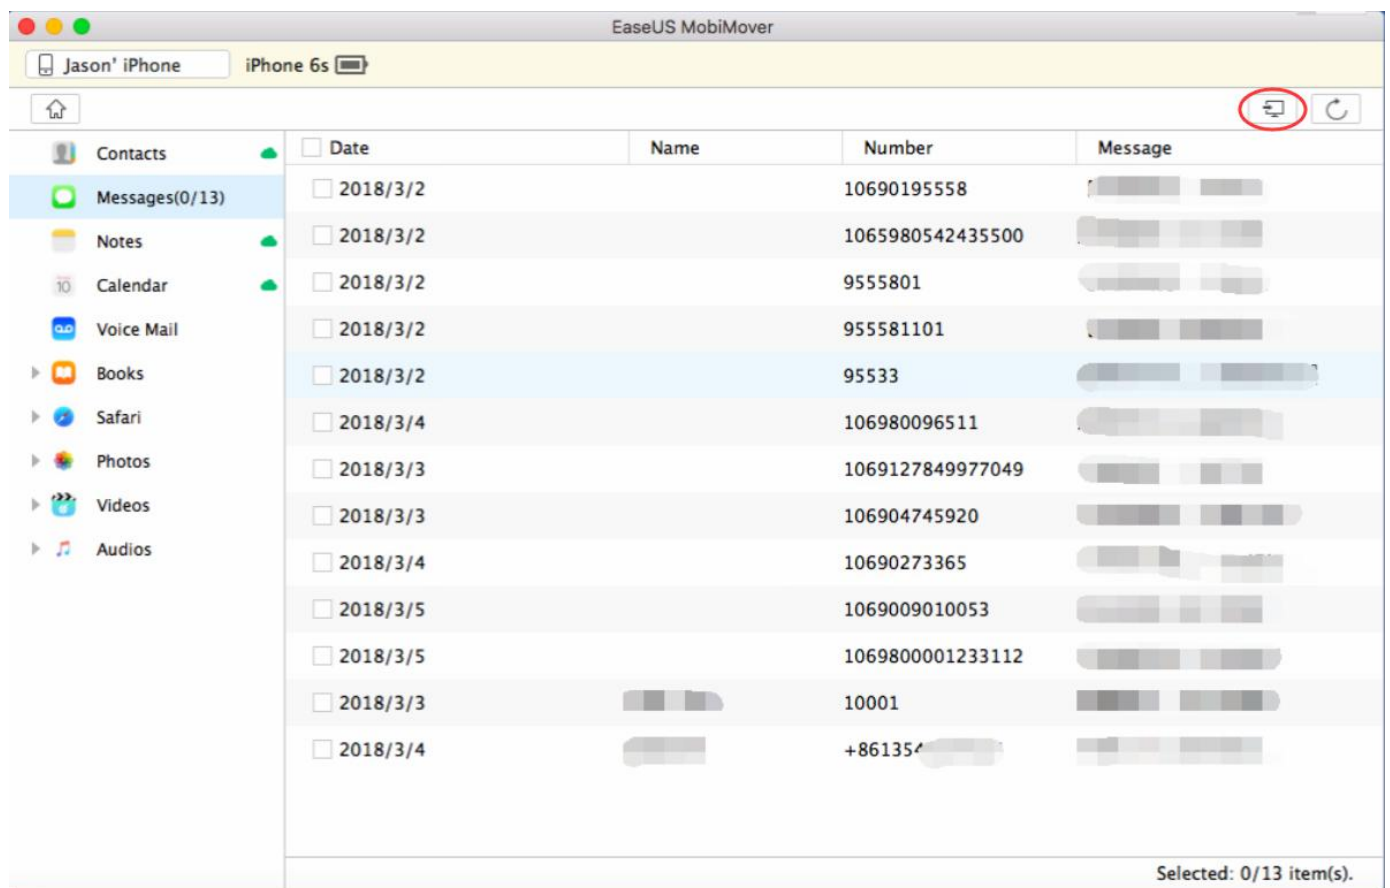 EaseUS MobiMover
Jason' iPhone iPhone 6s
Contacts
Messages(0/13)
Notes
10 Calendar
Voice Mail
Books
Safari
Photos
Videos
Audios
Date Name Number Message
2018/3/2 10690195558
2018/3/2 1065980542435500
2018/3/2 9555801
2018/3/2 955581101
2018/3/2 95533
2018/3/4 106980096511
2018/3/3 1069127849977049
2018/3/3 106904745920
2018/3/4 10690273365
2018/3/5 1069009010053
2018/3/5 1069800001233112
2018/3/3 10001
2018/3/4 +86135
Selected: 0/13 item(s).